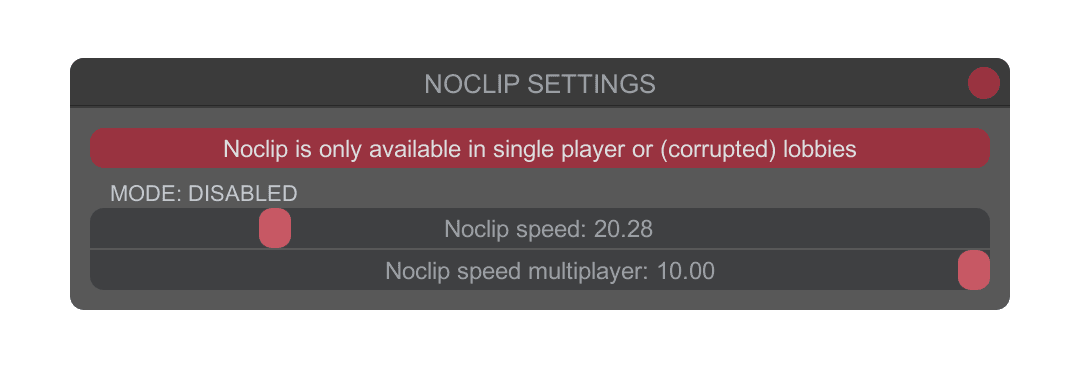 NOCLIP SETTINGS
Noclip is only available in single player or (corrupted) lobbies
MODE: DISABLED
Noclip speed: 20.28
Noclip speed multiplayer: 10.00